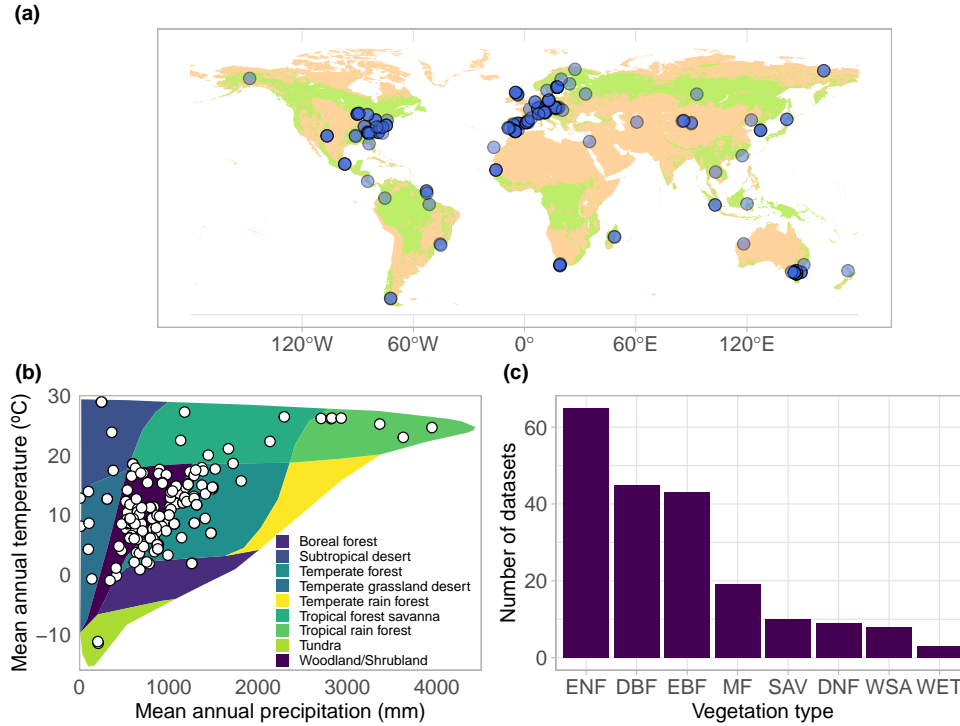 (a)
120°W 60°W 0° 60°E 120°E
(b)
Mean annual temperature (ºC)
30
20
10
0
−10
Boreal forest
Subtropical desert
Temperate forest
Temperate grassland desert
Temperate rain forest
Tropical forest savanna
Tropical rain forest
Tundra
Woodland/Shrubland
0 1000 2000 3000 4000
Mean annual precipitation (mm)
(c)
Number of datasets
60
40
20
0
ENF DBF EBF MF SAV DNF WSA WET
Vegetation type